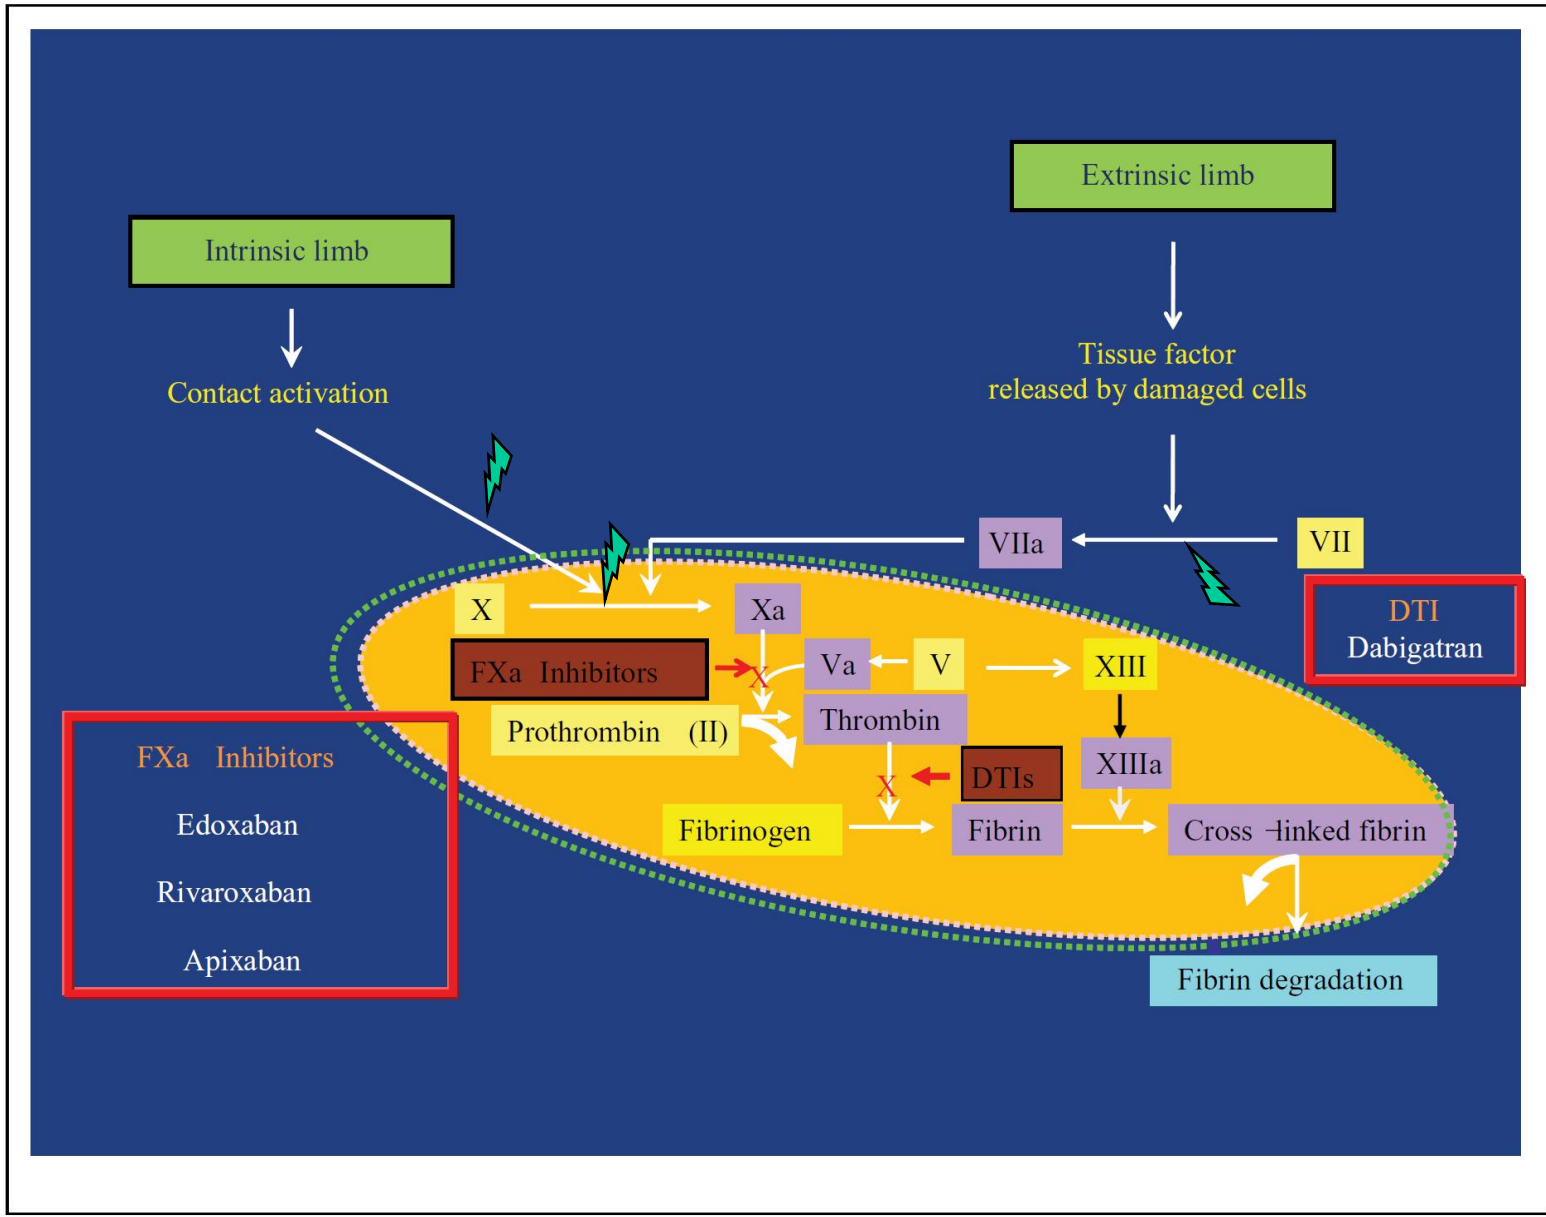 Extrinsic limb
Intrinsic limb
Tissue factor
released by damaged cells
Contact activation
VIIa
VII
X
Xa
DTI
Dabigatran
FXa Inhibitors
X
Va
V
XIII
Prothrombin (II)
Thrombin
FXa Inhibitors
Edoxaban
Rivaroxaban
Apixaban
X
DTIs
XIIIa
Fibrinogen
Fibrin
Cross-linked fibrin
Fibrin degradation